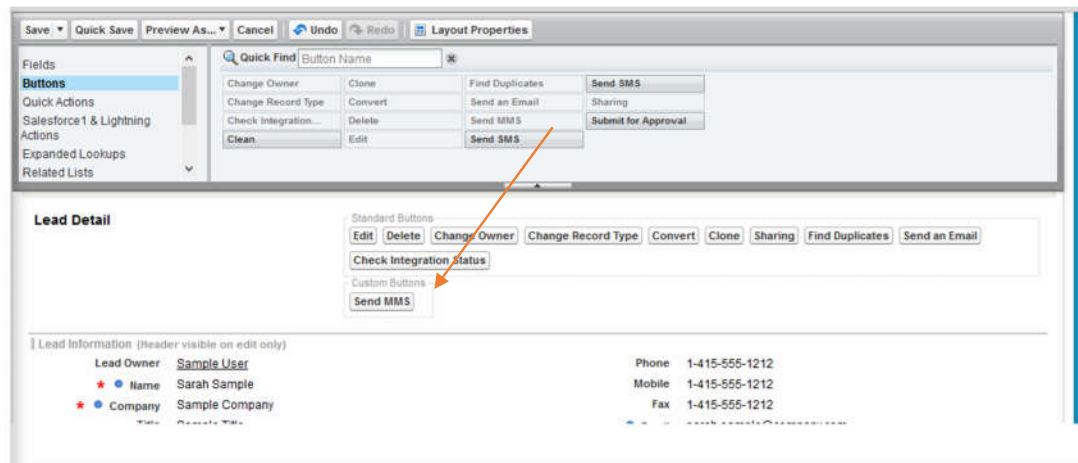 Save Quick Save Preview As... Cancel Undo Redo Layout Properties
Fields
Buttons
Quick Actions
Salesforce1 & Lightning
Actions
Expanded Lookups
Related Lists
Quick Find Button Name
Change Owner Clone Find Duplicates Send SMS
Change Record Type Convert Send an Email Sharing
Check Integration... Delete Send MMS Submit for Approval
Clean Edit Send SMS
Lead Detail
Standard Buttons
Edit Delete Change Owner Change Record Type Convert Clone Sharing Find Duplicates Send an Email
Check Integration Status
Custom Buttons
Send MMS
Lead Information (Header visible on edit only)
Lead Owner Sample User Phone 1-415-555-1212
* Name Sarah Sample Mobile 1-415-555-1212
* Company Sample Company Fax 1-415-555-1212
Title Sample Title